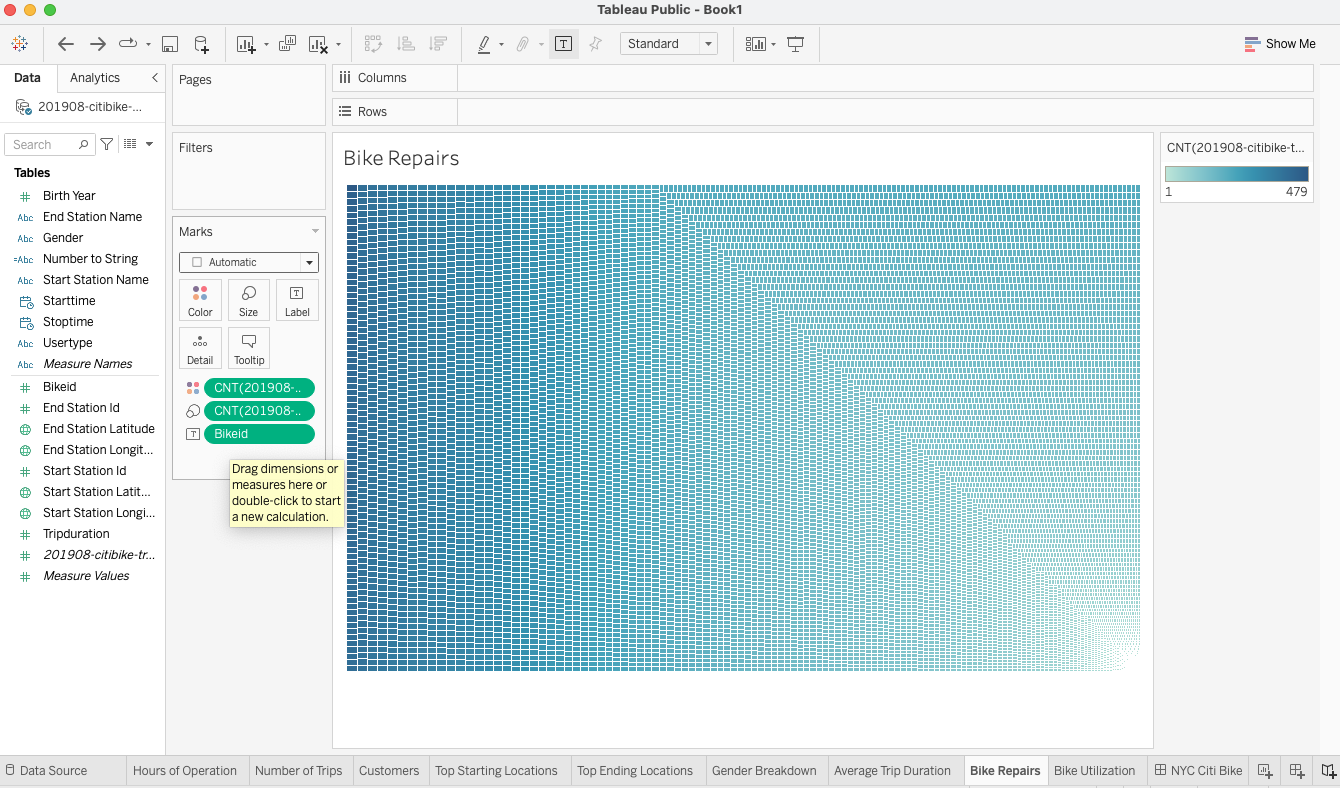 Tableau Public - Book1
Standard
Show Me
Data
Analytics
201908-citibike-...
Search
Tables
Birth Year
Abc End Station Name
Abc Gender
=Abc Number to String
Abc Start Station Name
Starttime
Stoptime
Abc Usertype
Abc Measure Names
Bikeid
End Station Id
End Station Latitude
End Station Longit...
Start Station Id
Start Station Latit...
Start Station Longi...
Tripduration
201908-citibike-tr...
Measure Values
Pages
Filters
Marks
Automatic
Color
Size
Label
Detail
Tooltip
CNT(201908-..
CNT(201908-..
Bikeid
Drag dimensions or
measures here or
double-click to start
a new calculation.
Columns
Rows
Bike Repairs
CNT(201908-citibike-t...
1 479
Data Source
Hours of Operation
Number of Trips
Customers
Top Starting Locations
Top Ending Locations
Gender Breakdown
Average Trip Duration
Bike Repairs
Bike Utilization
NYC Citi Bike